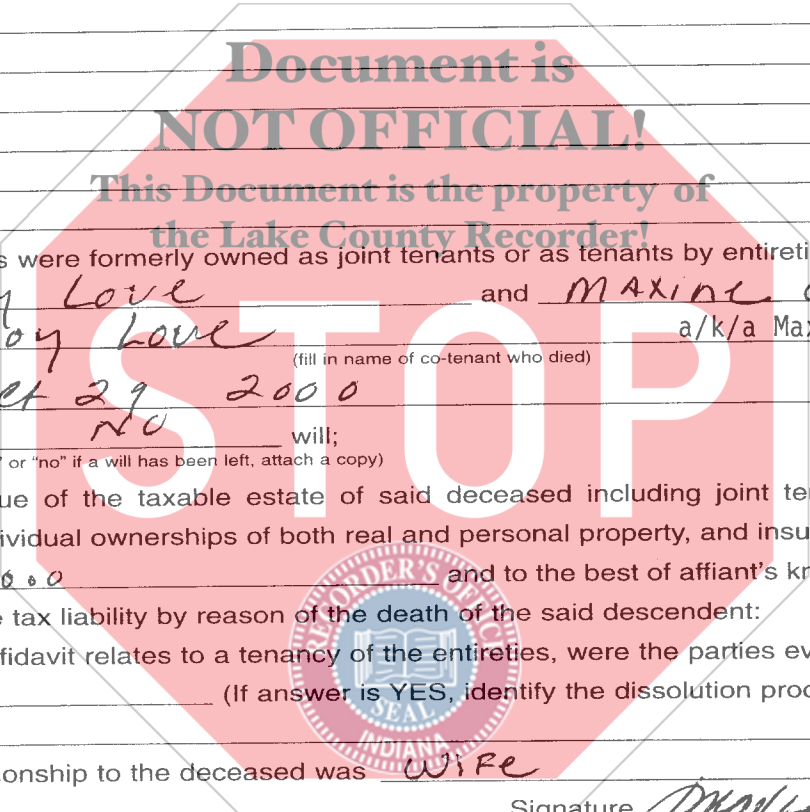 Document is
NOT OFFICIAL!
This Document is the property of
the Lake County Recorder!
s were formerly owned as joint tenants or as tenants by entireti
y Love and MAXINE
oy Love a/k/a Max
(fill in name of co-tenant who died)
ct 29 2000
STOP
NO will;
" or "no" if a will has been left, attach a copy)
ue of the taxable estate of said deceased including joint te
ividual ownerships of both real and personal property, and insu
0.0 and to the best of affiant's kn
e tax liability by reason of the death of the said descendent:
ffidavit relates to a tenancy of the entireties, were the parties ev
(If answer is YES, identify the dissolution proc
RECORDER'S OFFICE
SEAL
INDIANA
onship to the deceased was WIFE
Signature